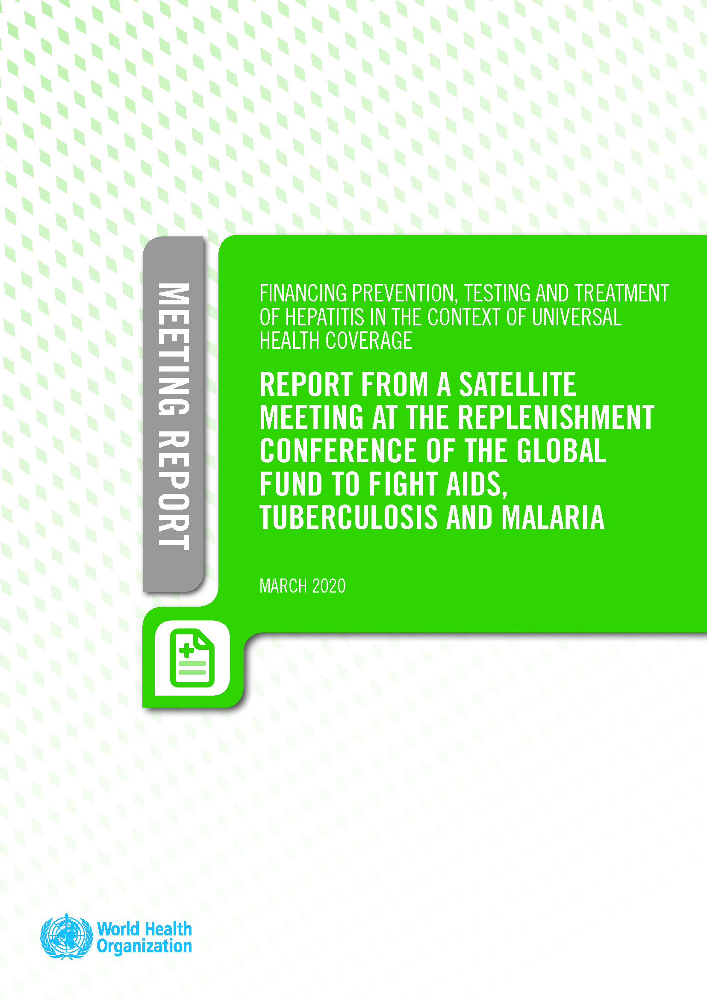 MEETING REPORT
FINANCING PREVENTION, TESTING AND TREATMENT
OF HEPATITIS IN THE CONTEXT OF UNIVERSAL
HEALTH COVERAGE
REPORT FROM A SATELLITE
MEETING AT THE REPLENISHMENT
CONFERENCE OF THE GLOBAL
FUND TO FIGHT AIDS,
TUBERCULOSIS AND MALARIA
MARCH 2020
World Health
Organization